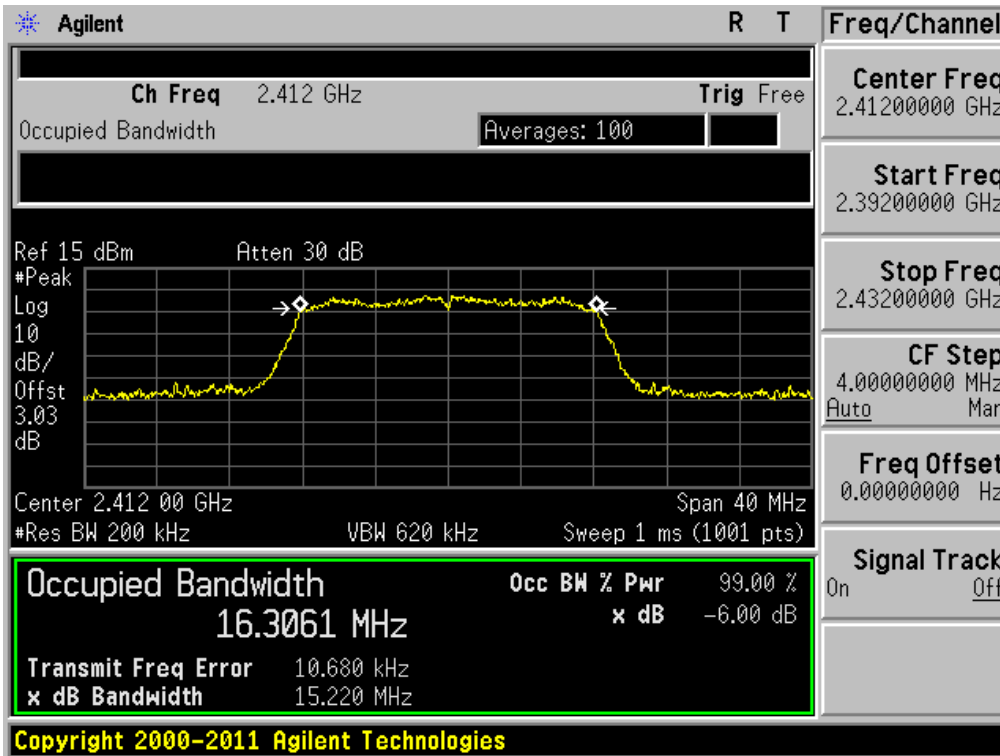 Agilent R T Freq/Channel
Ch Freq 2.412 GHz Trig Free
Occupied Bandwidth Averages: 100
Ref 15 dBm Atten 30 dB
#Peak
Log
10
dB/
Offst
3.03
dB
Center 2.412 00 GHz Span 40 MHz
#Res BW 200 kHz VBW 620 kHz Sweep 1 ms (1001 pts)
Occupied Bandwidth Occ BW % Pwr 99.00 %
16.3061 MHz x dB -6.00 dB
Transmit Freq Error 10.680 kHz
x dB Bandwidth 15.220 MHz
Copyright 2000-2011 Agilent Technologies
Center Freq
2.41200000 GHz
Start Freq
2.39200000 GHz
Stop Freq
2.43200000 GHz
CF Step
4.00000000 MHz
Auto Man
Freq Offset
0.00000000 Hz
Signal Track
On Off